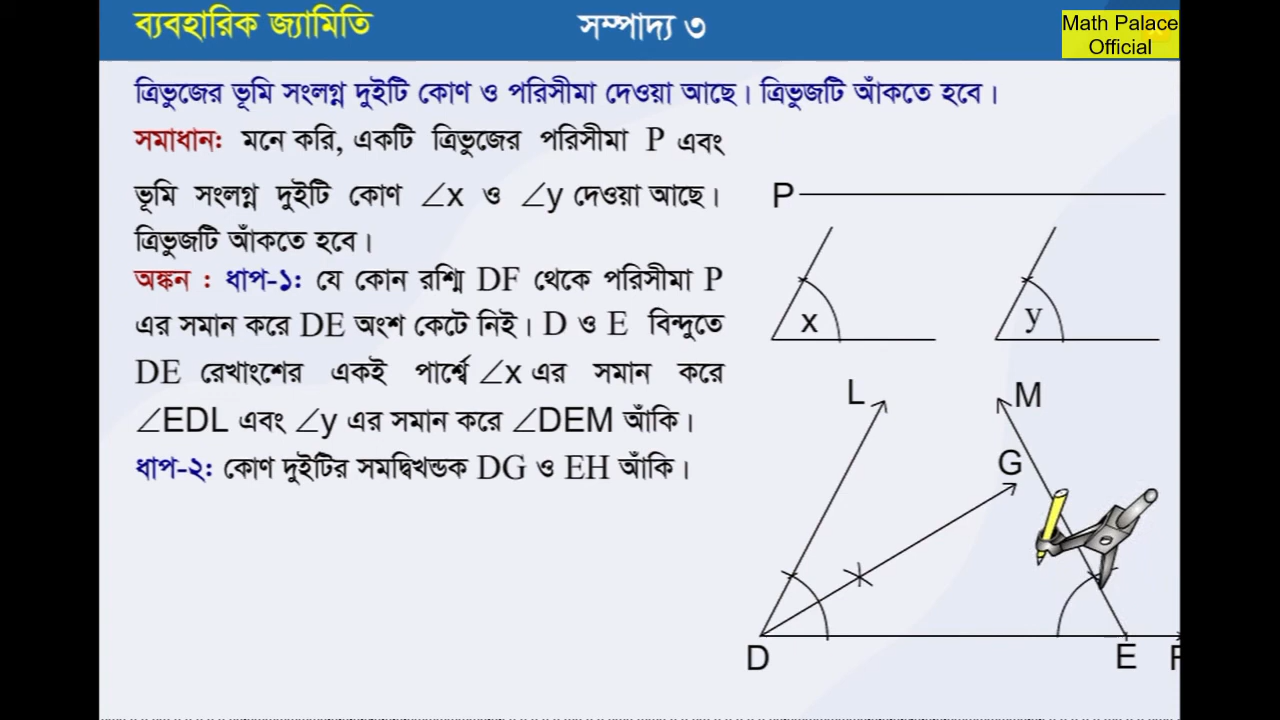 ব্যবহারিক জ্যামিতি
সম্পাদ্য ৩
Math Palace
Official
ত্রিভুজের ভূমি সংলগ্ন দুইটি কোণ ও পরিসীমা দেওয়া আছে। ত্রিভুজটি আঁকতে হবে।
সমাধান: মনে করি, একটি ত্রিভুজের পরিসীমা P এবং
ভূমি সংলগ্ন দুইটি কোণ ∠x ও ∠y দেওয়া আছে।
ত্রিভুজটি আঁকতে হবে।
অঙ্কন : ধাপ-১: যে কোন রশ্মি DF থেকে পরিসীমা P
এর সমান করে DE অংশ কেটে নিই। D ও E বিন্দুতে
DE রেখাংশের একই পার্শ্বে ∠x এর সমান করে
∠EDL এবং ∠y এর সমান করে ∠DEM আঁকি।
ধাপ-২: কোণ দুইটির সমদ্বিখন্ডক DG ও EH আঁকি।
P
x
y
L
M
G
D
E
F